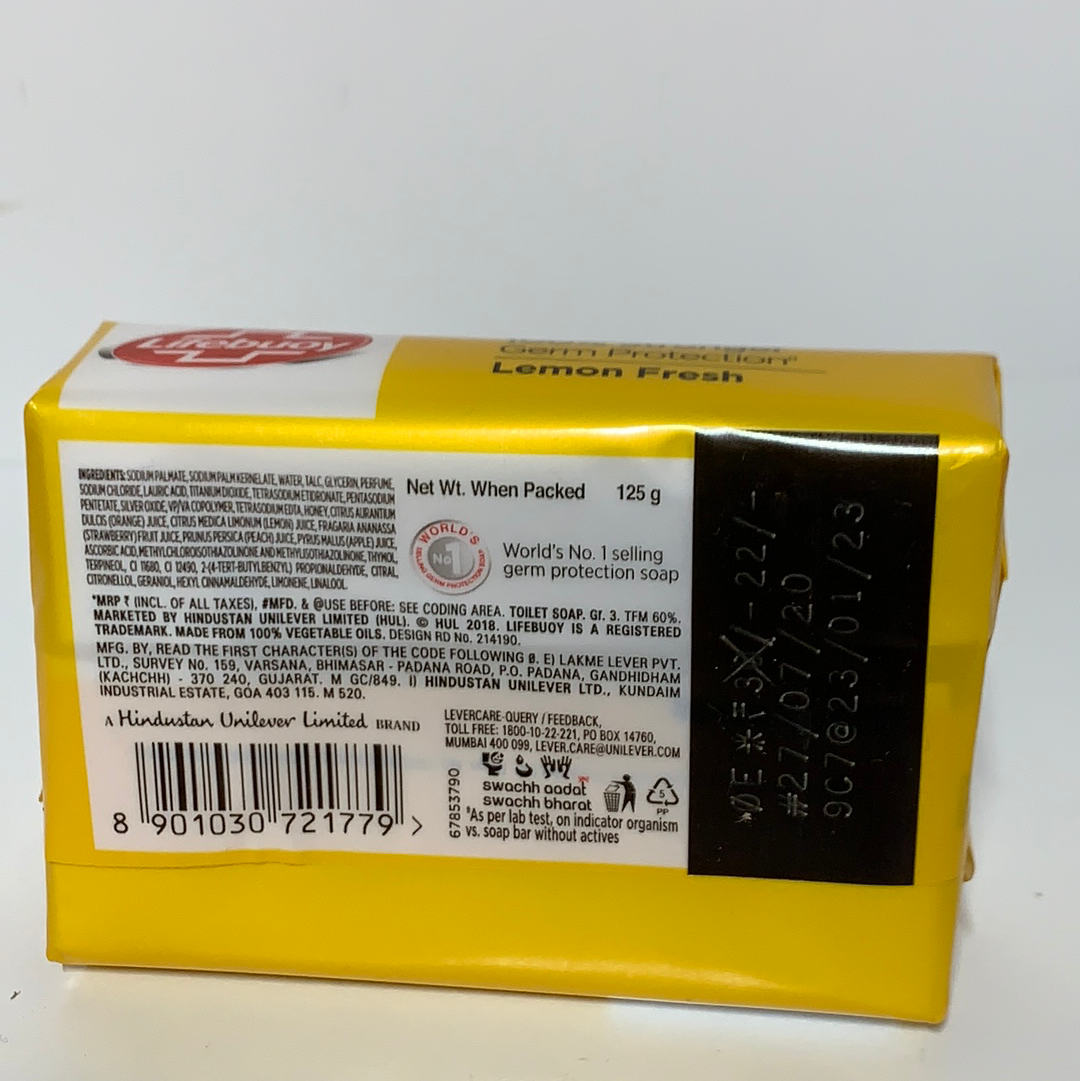 Lifebuoy
Germ Protection
Lemon Fresh
INGREDIENTS: SODIUM PALMATE, SODIUM PALM KERNELATE, WATER, TALC, GLYCERIN, PERFUME,
SODIUM CHLORIDE, LAURIC ACID, TITANIUM DIOXIDE, TETRASODIUM ETIDRONATE, PENTASODIUM
PENTETATE, SILVER OXIDE, VP/VA COPOLYMER, TETRASODIUM EDTA, HONEY, CITRUS AURANTIUM
DULCIS (ORANGE) JUICE, CITRUS MEDICA LIMONUM (LEMON) JUICE, FRAGARIA ANANASSA
(STRAWBERRY) FRUIT JUICE, PRUNUS PERSICA (PEACH) JUICE, PYRUS MALUS (APPLE) JUICE,
ASCORBIC ACID, METHYLCHLOROISOTHIAZOLINONE AND METHYLISOTHIAZOLINONE, THYMOL,
TERPINEOL, CI 11680, CI 12490, 2-(4-TERT-BUTYLBENZYL) PROPIONALDEHYDE, CITRAL,
CITRONELLOL, GERANIOL, HEXYL CINNAMALDEHYDE, LIMONENE, LINALOOL.
Net Wt. When Packed 125 g
WORLD'S
No 1
SELLING GERM PROTECTION SOAP
World's No. 1 selling
germ protection soap
*MRP ₹ (INCL. OF ALL TAXES), #MFD. & @USE BEFORE: SEE CODING AREA. TOILET SOAP. Gr. 3. TFM 60%.
MARKETED BY HINDUSTAN UNILEVER LIMITED (HUL). © HUL 2018. LIFEBUOY IS A REGISTERED
TRADEMARK. MADE FROM 100% VEGETABLE OILS. DESIGN RD No. 214190.
MFG. BY, READ THE FIRST CHARACTER(S) OF THE CODE FOLLOWING Ø. E) LAKME LEVER PVT.
LTD., SURVEY No. 159, VARSANA, BHIMASAR - PADANA ROAD, P.O. PADANA, GANDHIDHAM
(KACHCHH) - 370 240, GUJARAT. M GC/849. I) HINDUSTAN UNILEVER LTD., KUNDAIM
INDUSTRIAL ESTATE, GOA 403 115. M 520.
A Hindustan Unilever Limited BRAND
LEVERCARE-QUERY / FEEDBACK,
TOLL FREE: 1800-10-22-221, PO BOX 14760,
MUMBAI 400 099, LEVER.CARE@UNILEVER.COM
swachh aadat
swachh bharat
5
PP
67853790
As per lab test, on indicator organism
vs. soap bar without actives
8 901030 721779 >
-22/-
#27/07/20
9C7@23/01/23